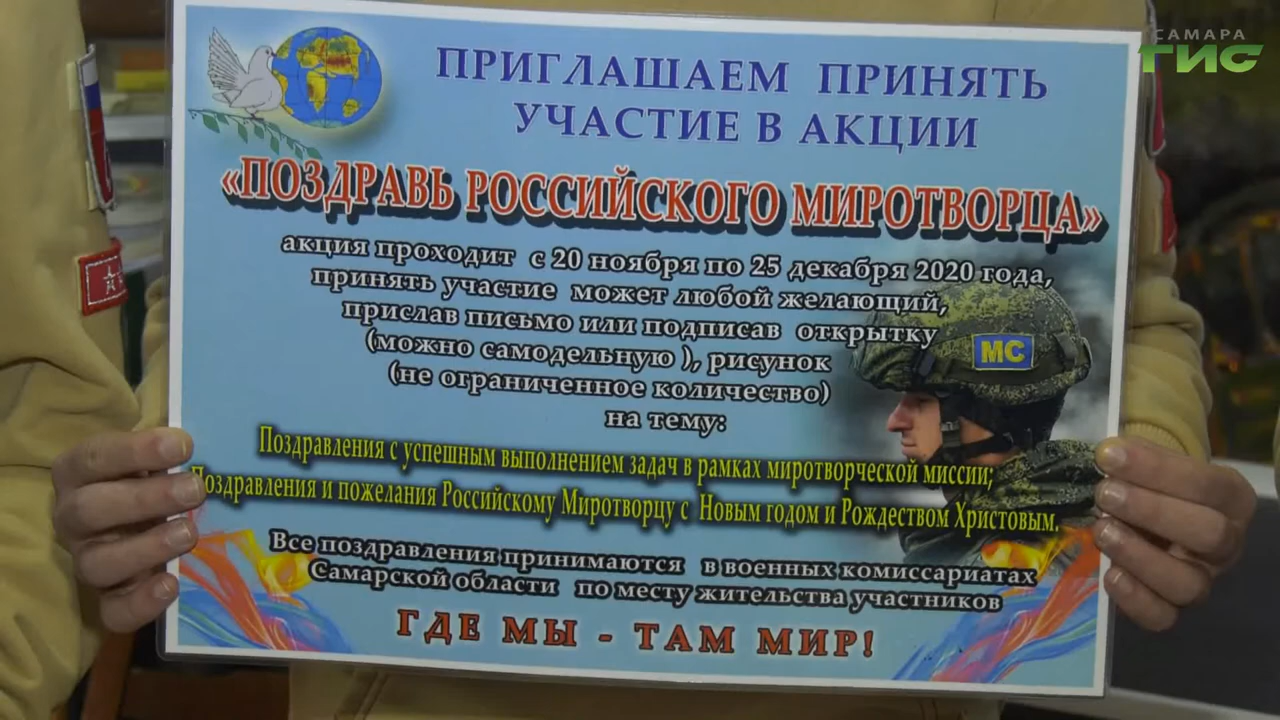 САМАРА
ГИС
ПРИГЛАШАЕМ ПРИНЯТЬ
УЧАСТИЕ В АКЦИИ
«ПОЗДРАВЬ РОССИЙСКОГО МИРОТВОРЦА»
акция проходит с 20 ноября по 25 декабря 2020 года,
принять участие может любой желающий,
прислав письмо или подписав открытку
(можно самодельную ), рисунок
(не ограниченное количество)
на тему:
МС
Поздравления с успешным выполнением задач в рамках миротворческой миссии;
Поздравления и пожелания Российскому Миротворцу с Новым годом и Рождеством Христовым.
Все поздравления принимаются в военных комиссариатах
Самарской области по месту жительства участников
ГДЕ МЫ - ТАМ МИР!